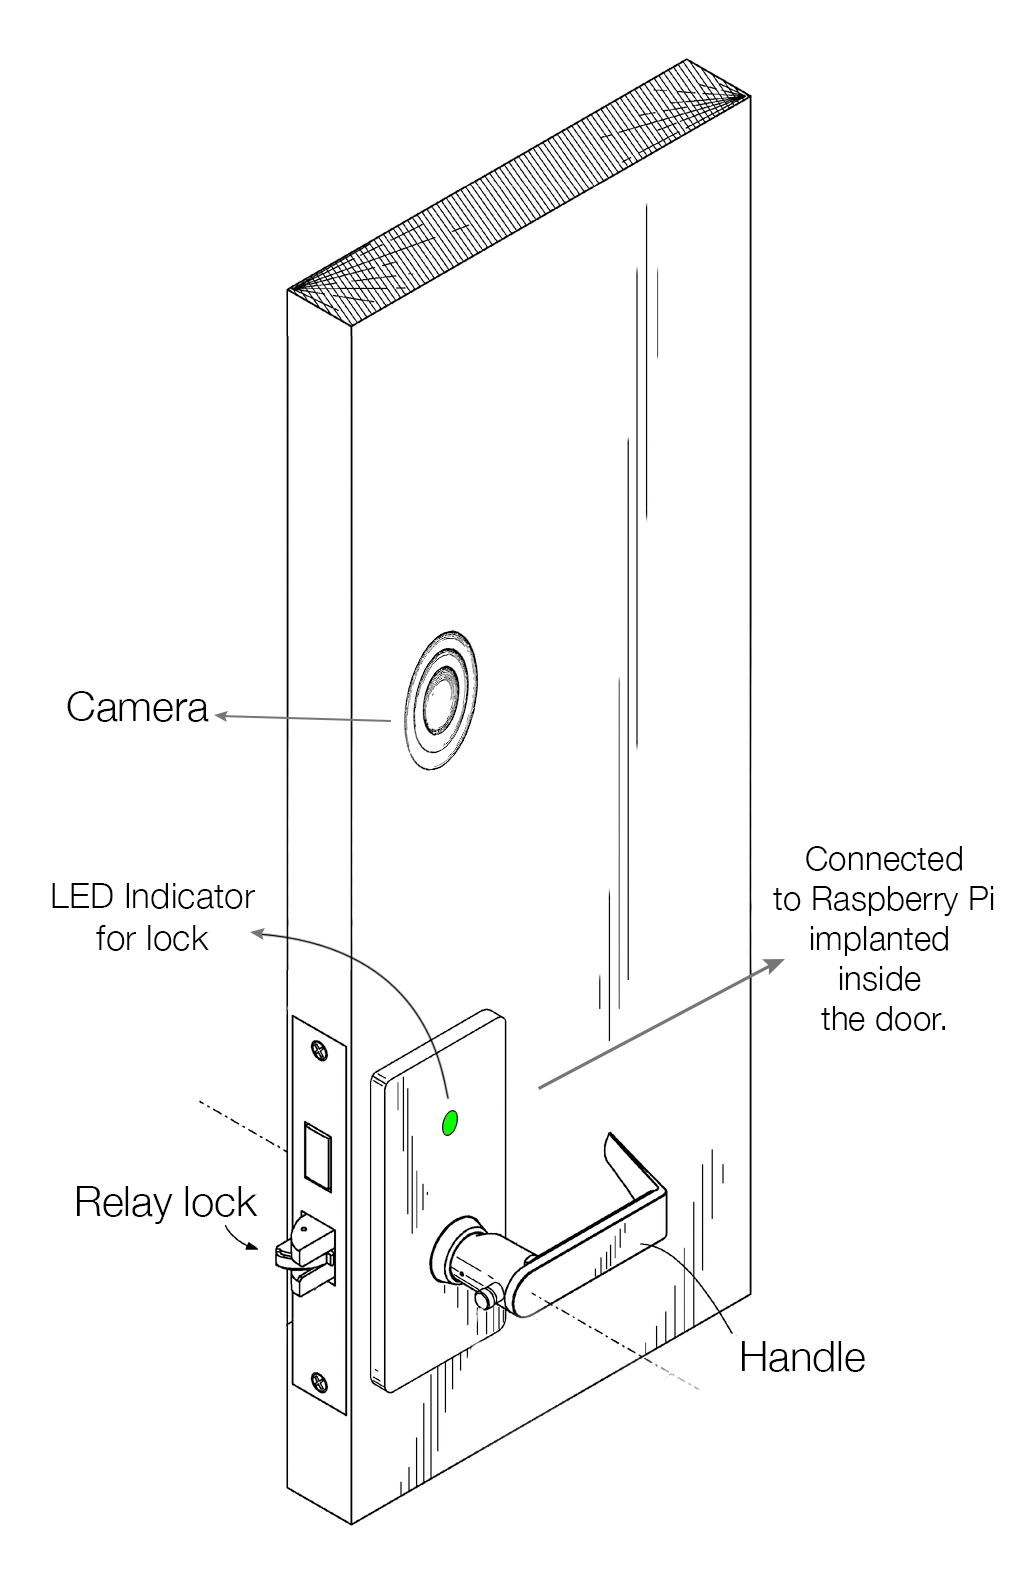 Camera
LED Indicator
for lock
Connected
to Raspberry Pi
implanted
inside
the door.
Relay lock
Handle